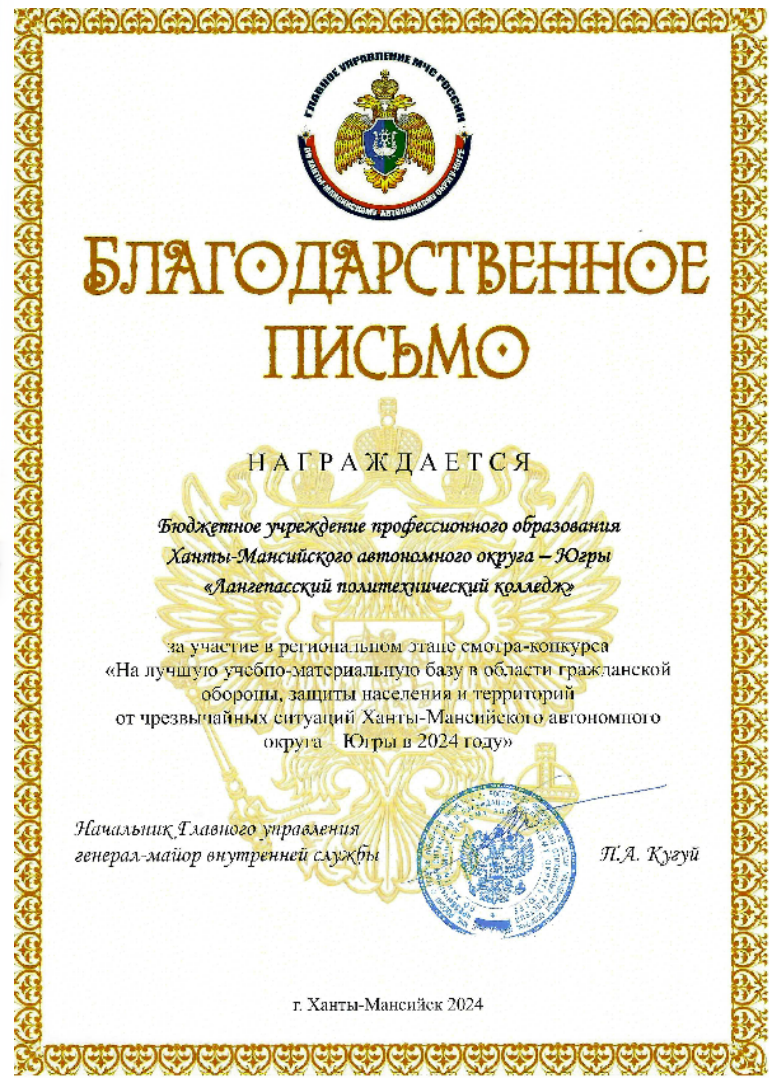 ГЛАВНОЕ УПРАВЛЕНИЕ МЧС РОССИИ
ПО ХАНТЫ-МАНСИЙСКОМУ АВТОНОМНОМУ ОКРУГУ-ЮГРЕ
БЛАГОДАРСТВЕННОЕ
ПИСЬМО
НАГРАЖДАЕТСЯ
Бюджетное учреждение профессионного образования
Ханты-Мансийского автономного округа – Югры
«Лангепасский политехнический колледж»
за участие в региональном этапе смотра-конкурса
«На лучшую учебно-материальную базу в области гражданской
обороны, защиты населения и территорий
от чрезвычайных ситуаций Ханты-Мансийского автономного
округа – Югры в 2024 году»
Начальник Главного управления
генерал-майор внутренней службы
П.А. Кугуй
г. Ханты-Мансийск 2024